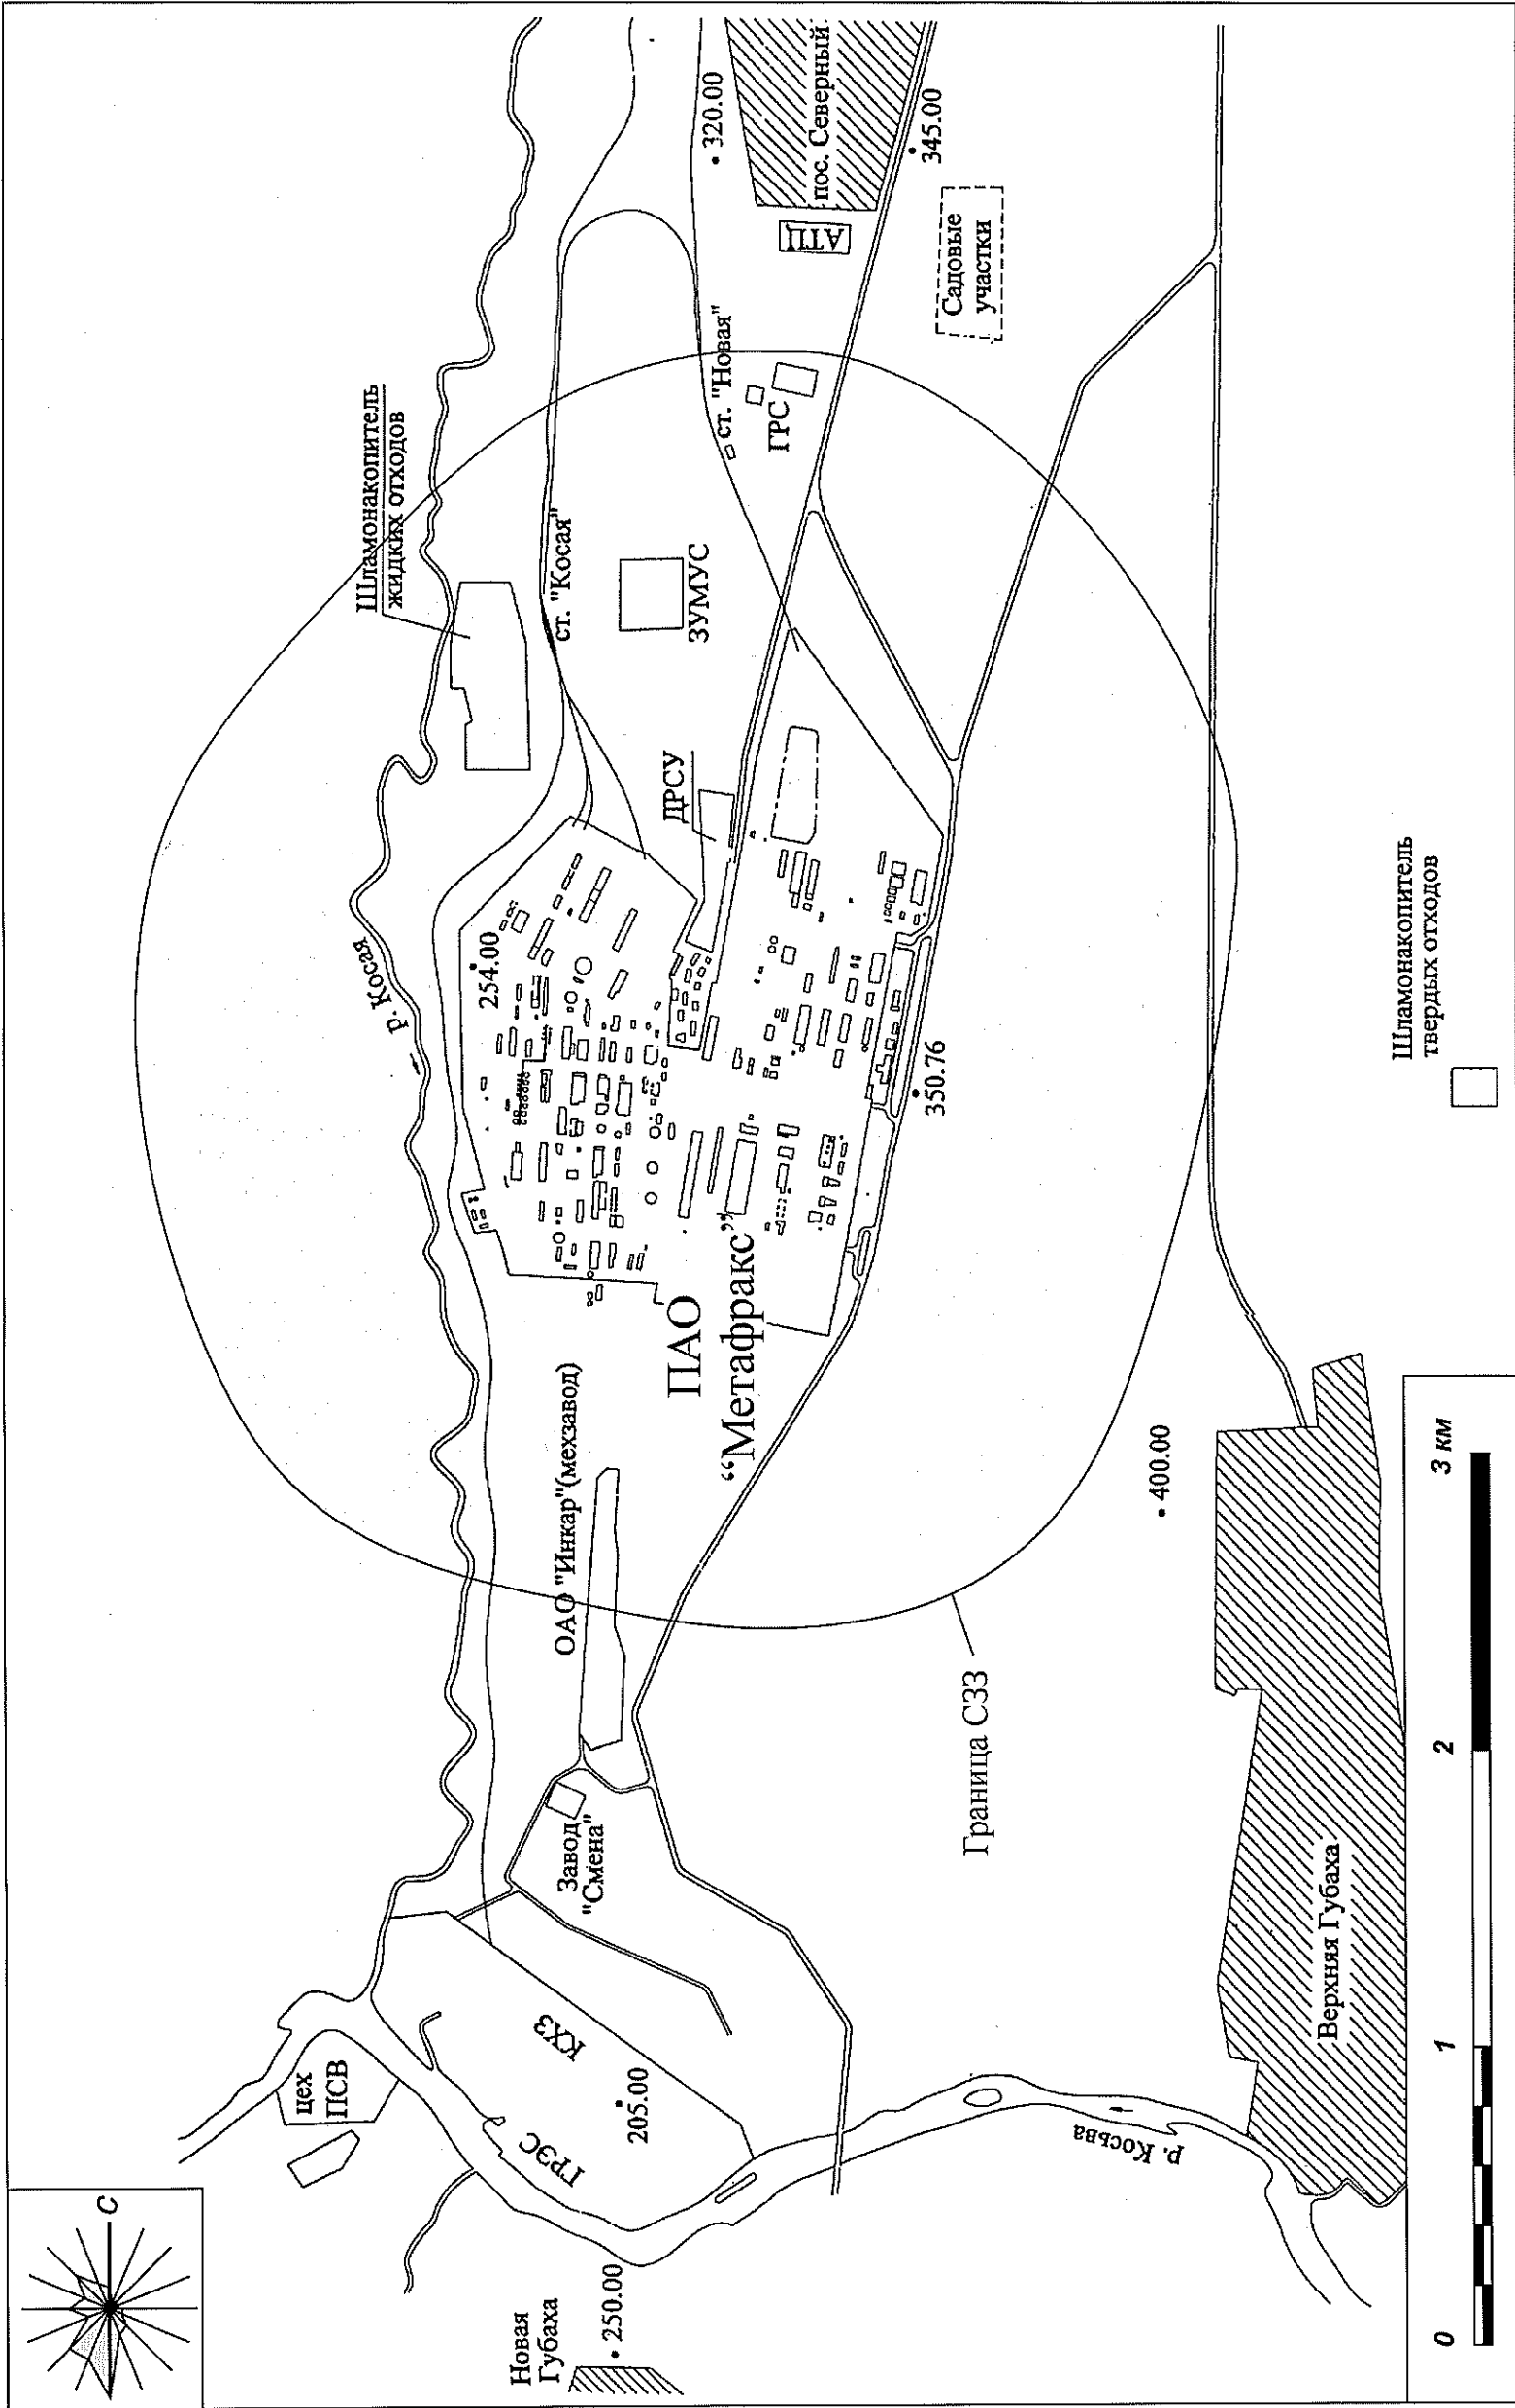 С
Новая
Губаха
250.00
цех
ПСВ
ГРЭС
КХЗ
205.00
Завод
"Смена"
ОАО "Инкар"(мехзавод)
р. Косая
254.00
Шламонакопитель
жидких отходов
ст. "Косая"
ЗУМУС
ДРСУ
ст. "Новая"
ГРС
320.00
АТЦ
пос. Северный
345.00
Садовые
участки
ПАО
“Метафракс”
350.76
Граница СЗЗ
400.00
р. Косьва
Верхняя Губаха
Шламонакопитель
твердых отходов
0 1 2 3 км